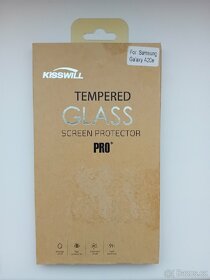 KISSWILL
For Samsung
Galaxy A20e
TEMPERED
GLASS
SCREEN PROTECTOR
PRO+